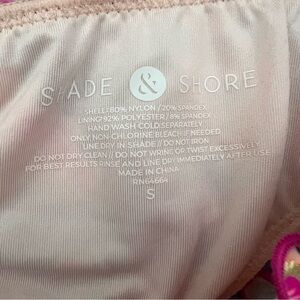 SHADE & SHORE
SHELL: 80% NYLON / 20% SPANDEX
LINING: 92% POLYESTER / 8% SPANDEX
HAND WASH COLD SEPARATELY
ONLY NON-CHLORINE BLEACH IF NEEDED
LINE DRY IN SHADE // DO NOT IRON
DO NOT DRY CLEAN // DO NOT WRING OR TWIST EXCESSIVELY
FOR BEST RESULTS RINSE AND LINE DRY IMMEDIATELY AFTER USE
MADE IN CHINA
RN64664
S